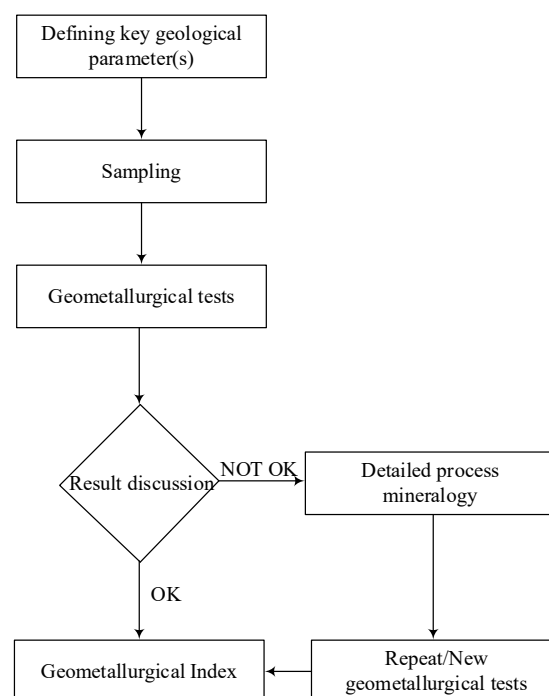 Defining key geological
parameter(s)
Sampling
Geometallurgical tests
Result discussion
NOT OK
Detailed process
mineralogy
OK
Geometallurgical Index
Repeat/New
geometallurgical tests